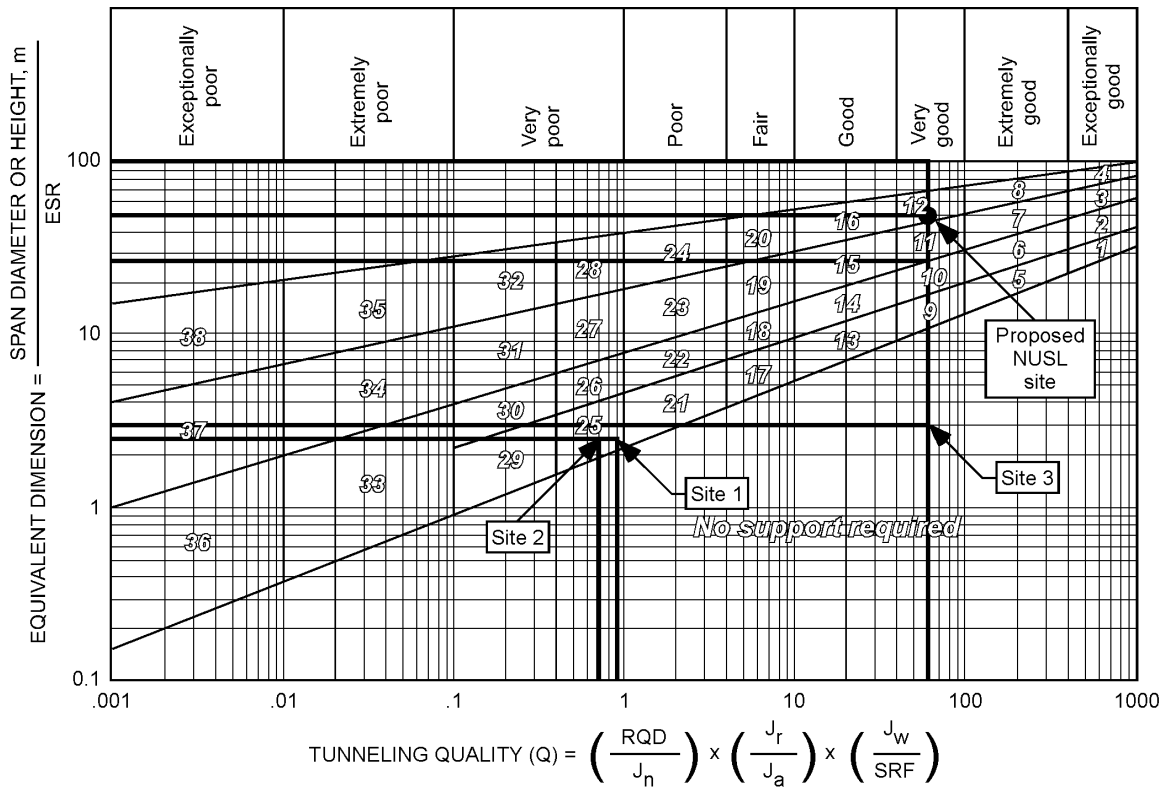 Exceptionally
poor
Extremely
poor
Very
poor
Poor
Fair
Good
Very
good
Extremely
good
Exceptionally
good
EQUIVALENT DIMENSION =
SPAN DIAMETER OR HEIGHT, m
ESR
100
10
1
0.1
4
8
3
12
7
2
16
11
6
1
20
24
15
10
5
28
32
19
14
9
35
23
18
13
38
27
22
17
31
26
21
34
30
25
37
29
33
36
Proposed
NUSL
site
Site 3
Site 1
Site 2
No support required
.001
.01
.1
1
10
100
1000
TUNNELING QUALITY (Q) = ( RQD / Jn ) x ( Jr / Ja ) x ( Jw / SRF )